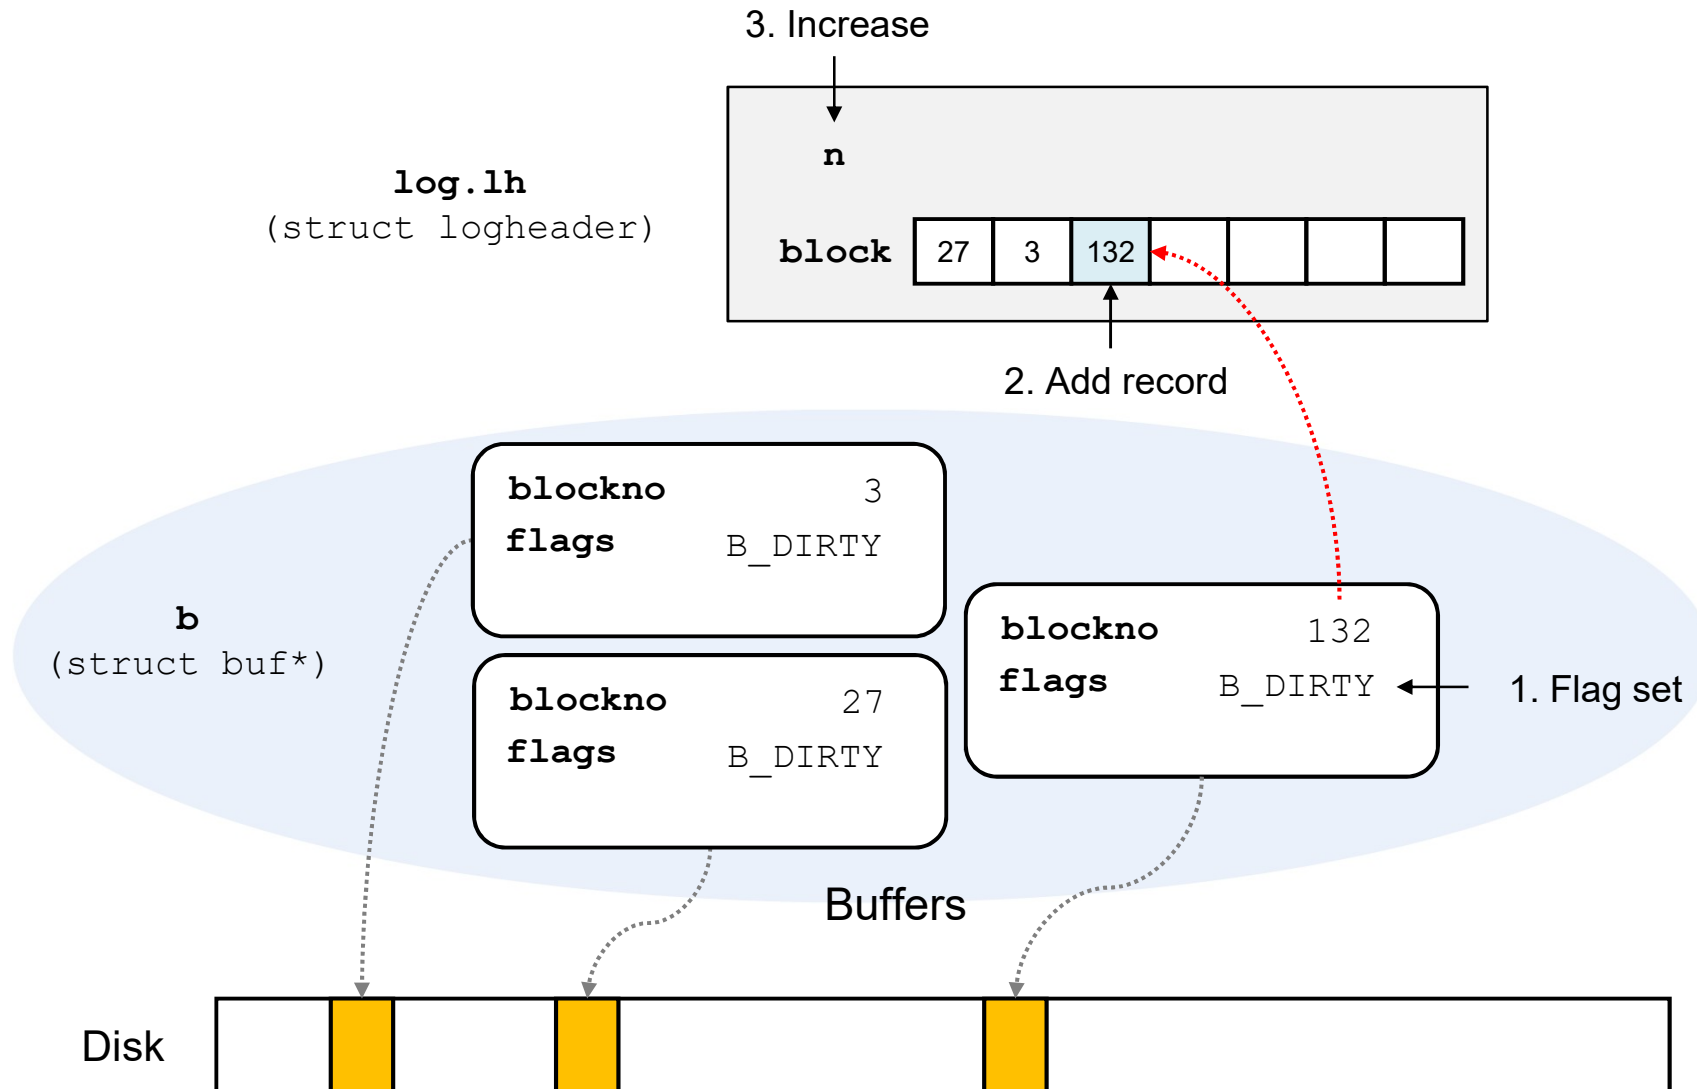 3. Increase
n
log.lh
(struct logheader)
block 27 3 132
2. Add record
blockno 3
flags B_DIRTY
b
(struct buf*)
blockno 132
flags B_DIRTY
1. Flag set
blockno 27
flags B_DIRTY
Buffers
Disk